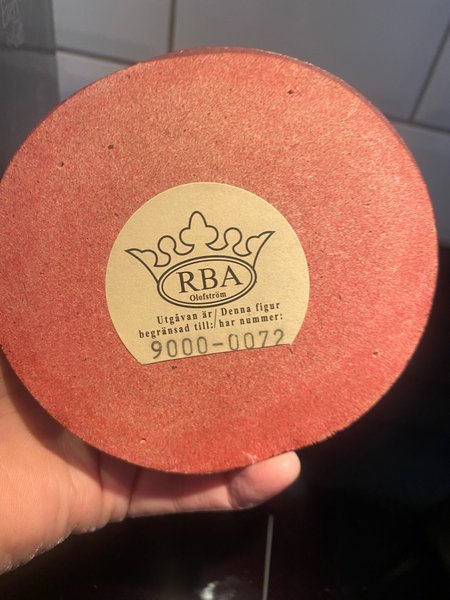 RBA
Olofström
Utgåvan är/Denna figur
begränsad till:/har nummer:
9000-0072